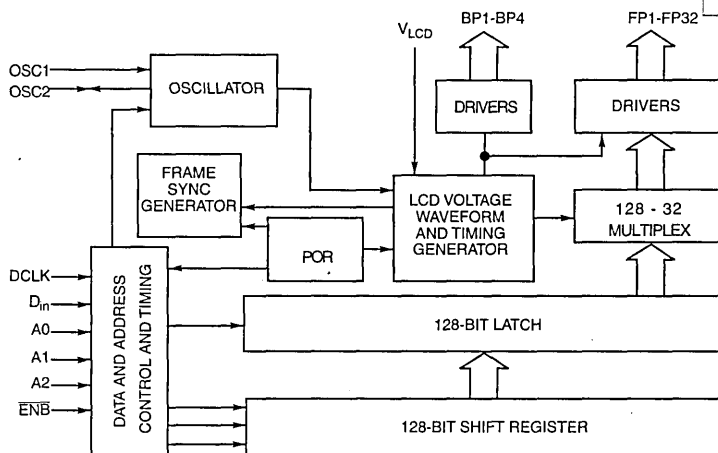 BP1-BP4
FP1-FP32
VLCD
OSC1
OSC2
OSCILLATOR
DRIVERS
DRIVERS
FRAME
SYNC
GENERATOR
LCD VOLTAGE
WAVEFORM
AND TIMING
GENERATOR
128 - 32
MULTIPLEX
POR
DCLK
Din
A0
A1
A2
ENB
DATA AND ADDRESS
CONTROL AND TIMING
128-BIT LATCH
128-BIT SHIFT REGISTER